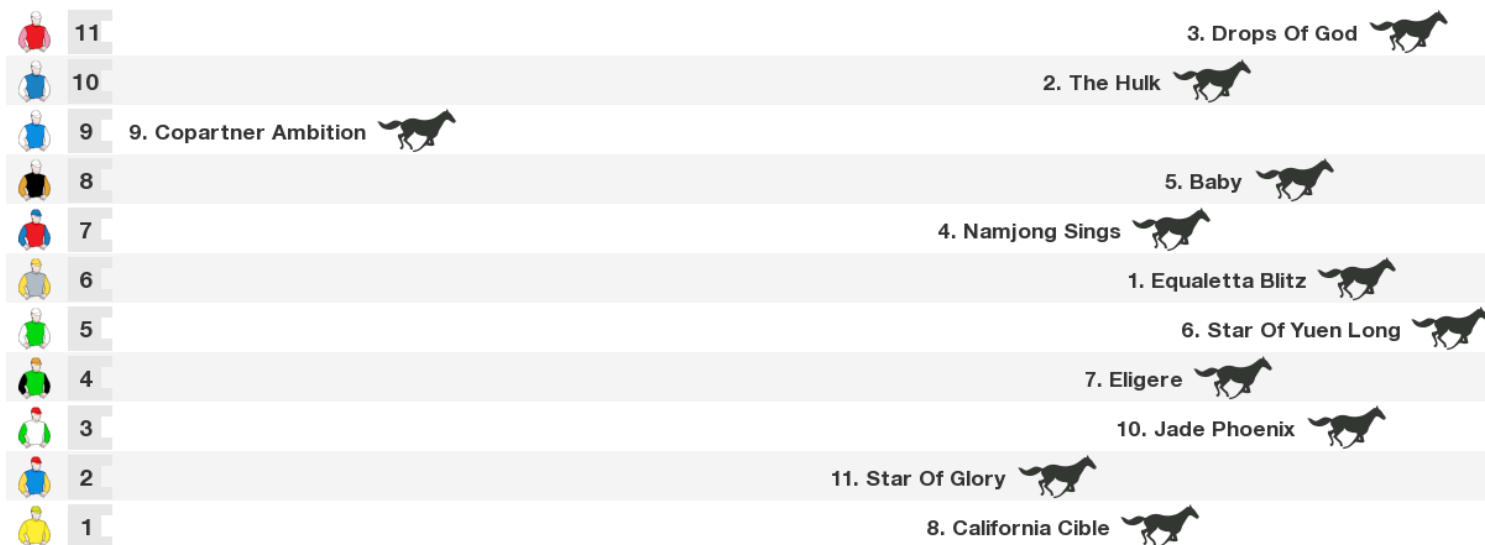 11 3. Drops Of God
10 2. The Hulk
9 9. Copartner Ambition
8 5. Baby
7 4. Namjong Sings
6 1. Equaletta Blitz
5 6. Star Of Yuen Long
4 7. Eligere
3 10. Jade Phoenix
2 11. Star Of Glory
1 8. California Cible